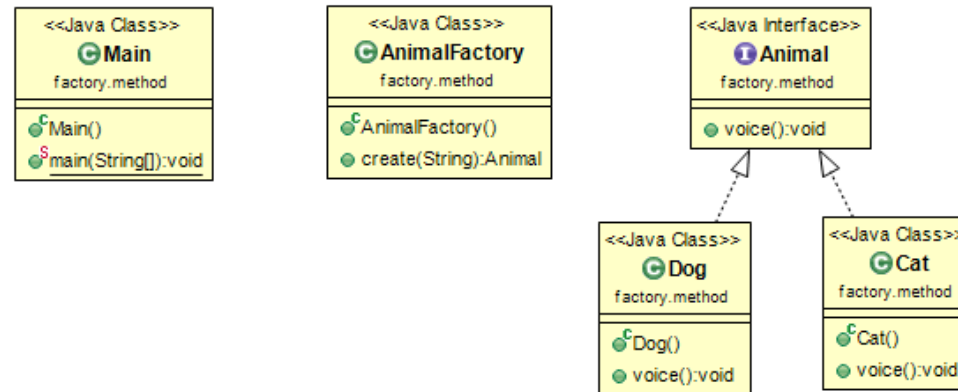 <<Java Class>>
Main
factory.method
Main()
main(String[]):void
<<Java Class>>
AnimalFactory
factory.method
AnimalFactory()
create(String):Animal
<<Java Interface>>
Animal
factory.method
voice():void
<<Java Class>>
Dog
factory.method
Dog()
voice():void
<<Java Class>>
Cat
factory.method
Cat()
voice():void